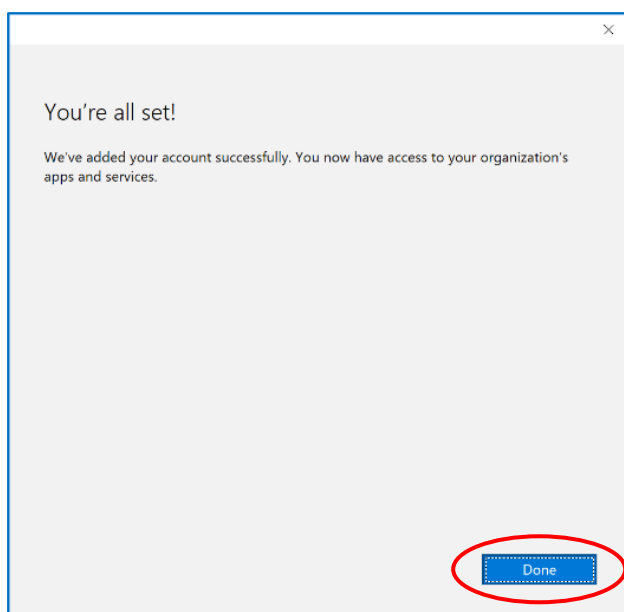 You’re all set!
We've added your account successfully. You now have access to your organization's
apps and services.
Done